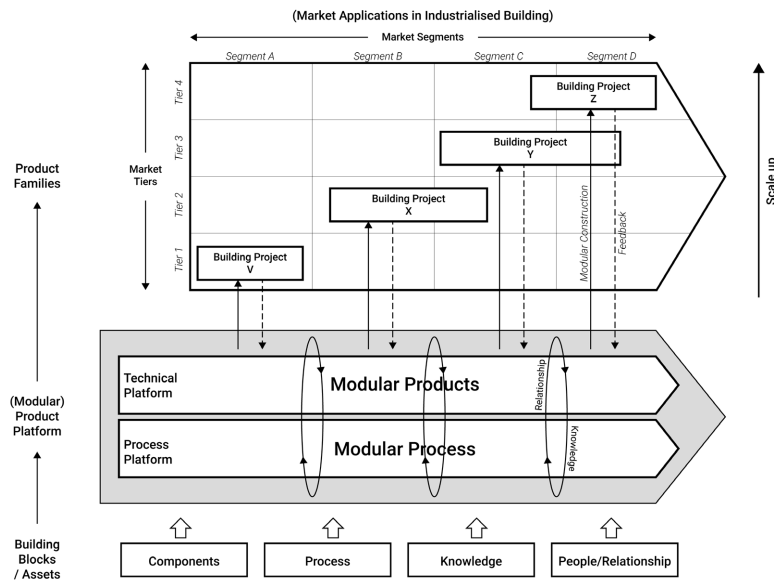 (Market Applications in Industrialised Building)
Market Segments
Segment A
Segment B
Segment C
Segment D
Tier 4
Tier 3
Tier 2
Tier 1
Market
Tiers
Building Project
Z
Building Project
Y
Building Project
X
Building Project
V
Modular Construction
Feedback
Scale up
Product
Families
(Modular)
Product
Platform
Building
Blocks
/ Assets
Technical
Platform
Modular Products
Relationship
Process
Platform
Modular Process
Knowledge
Components
Process
Knowledge
People/Relationship